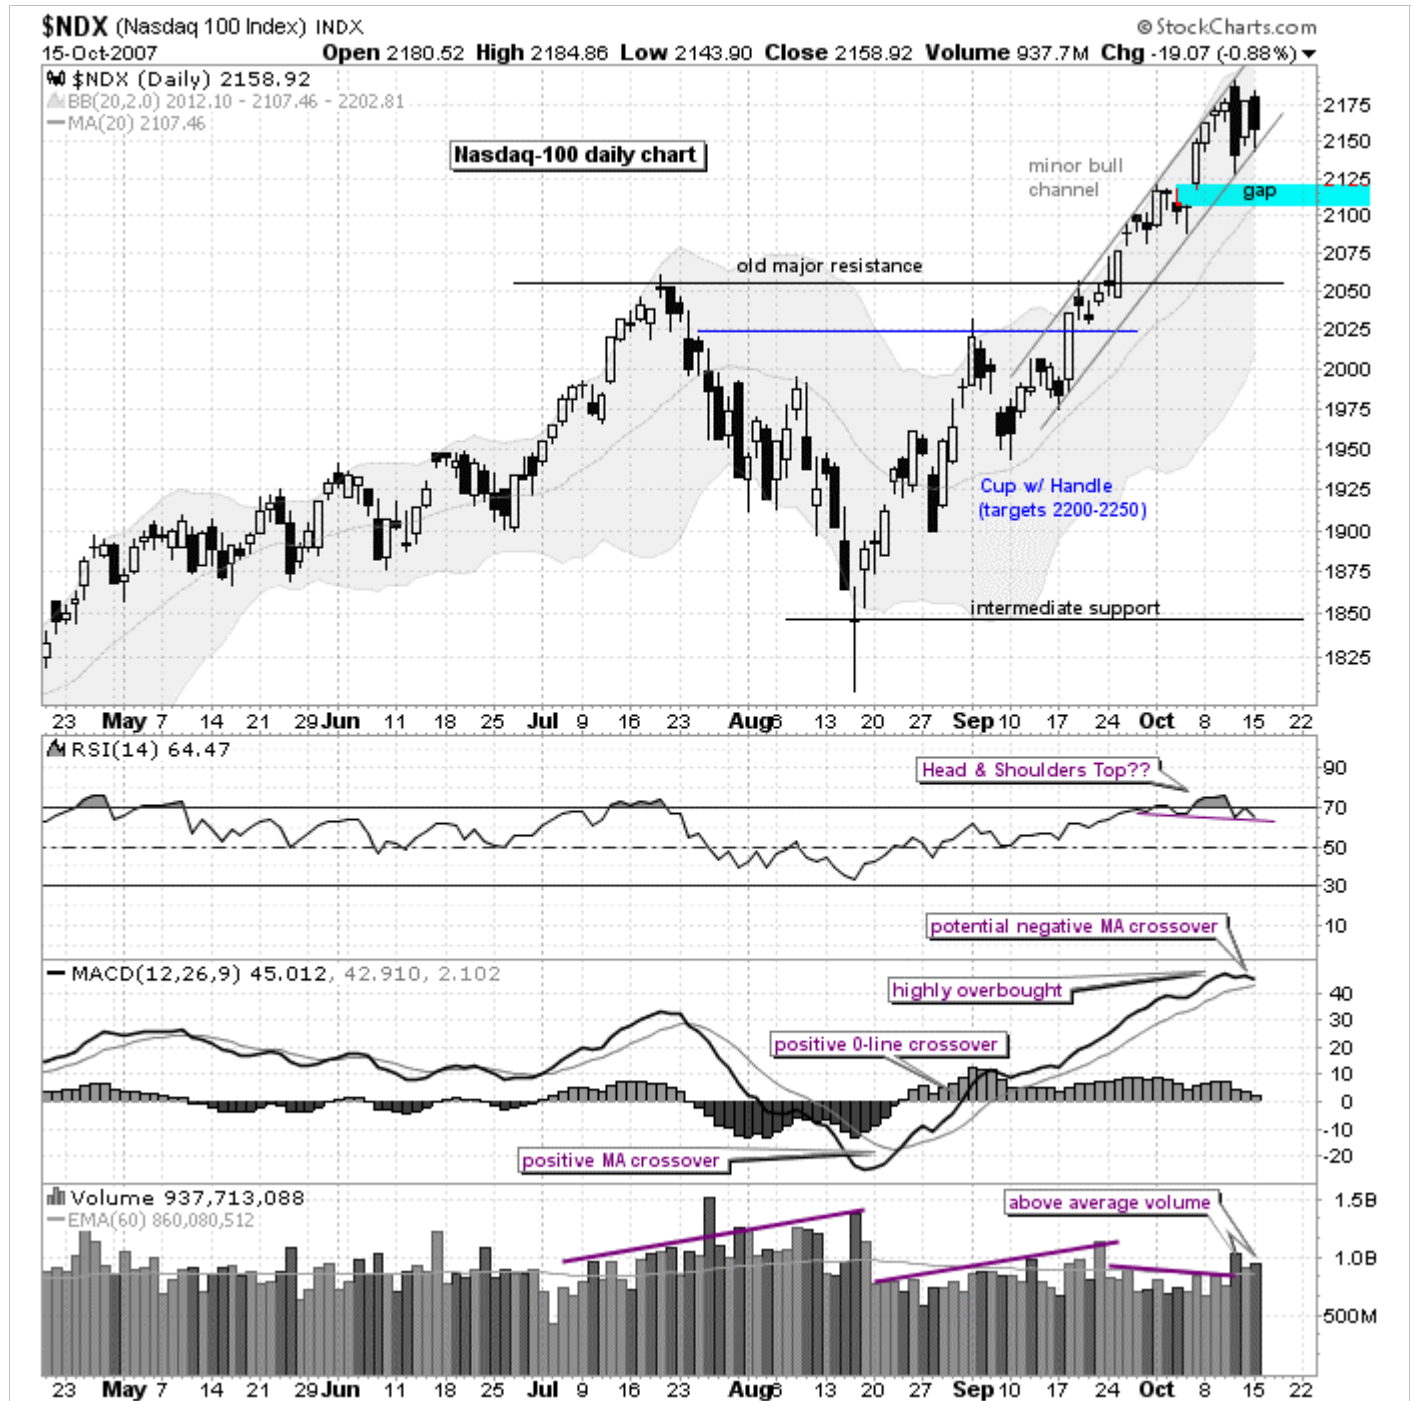 $NDX (Nasdaq 100 Index) INDX
© StockCharts.com
15-Oct-2007
Open 2180.52 High 2184.86 Low 2143.90 Close 2158.92 Volume 937.7M Chg -19.07 (-0.88%)
$NDX (Daily) 2158.92
BB(20,2.0) 2012.10 - 2107.46 - 2202.81
MA(20) 2107.46
Nasdaq-100 daily chart
minor bull
channel
gap
old major resistance
Cup w/ Handle
(targets 2200-2250)
intermediate support
2175
2150
2125
2100
2075
2050
2025
2000
1975
1950
1925
1900
1875
1850
1825
23 May 7 14 21 29 Jun 11 18 25 Jul 9 16 23 Aug 6 13 20 27 Sep 10 17 24 Oct 8 15 22
RSI(14) 64.47
Head & Shoulders Top??
90
70
50
30
10
potential negative MA crossover
MACD(12,26,9) 45.012, 42.910, 2.102
highly overbought
positive 0-line crossover
positive MA crossover
40
30
20
10
0
-10
-20
Volume 937,713,088
EMA(60) 860,080,512
above average volume
1.5B
1.0B
500M
23 May 7 14 21 29 Jun 11 18 25 Jul 9 16 23 Aug 6 13 20 27 Sep 10 17 24 Oct 8 15 22